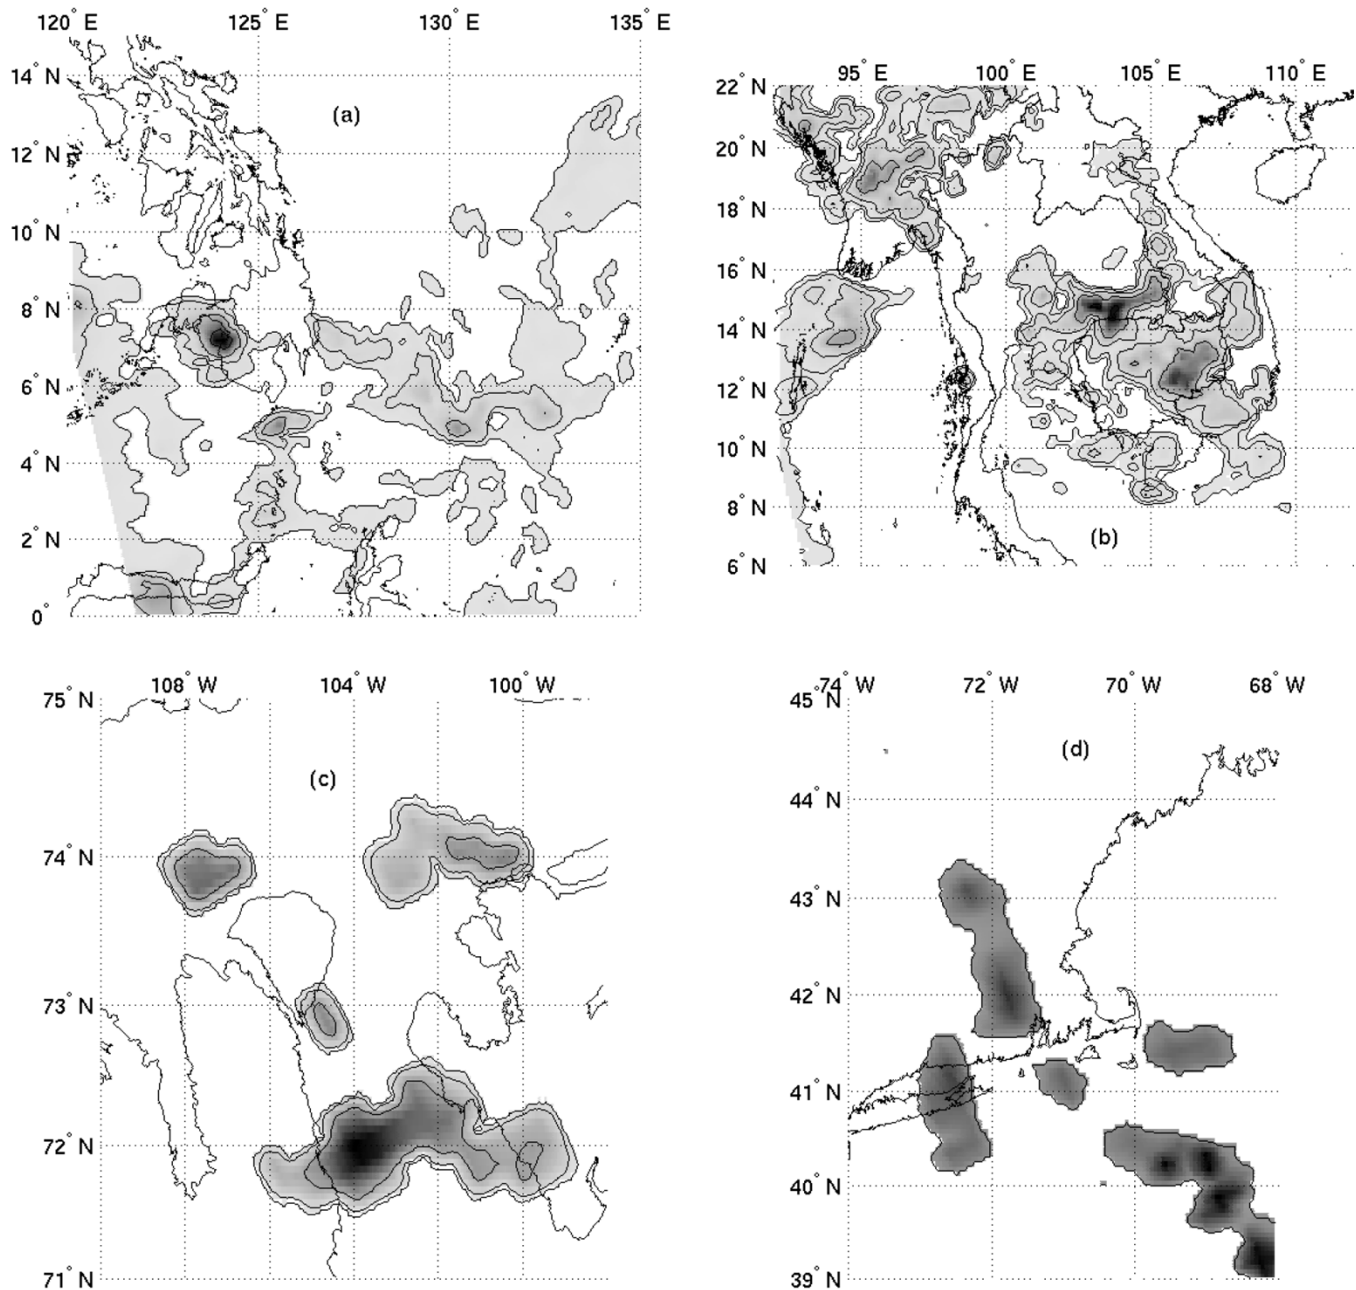 120° E 125° E 130° E 135° E
14° N
12° N
10° N
8° N
6° N
4° N
2° N
0°
(a)
95° E 100° E 105° E 110° E
22° N
20° N
18° N
16° N
14° N
12° N
10° N
8° N
6° N
(b)
108° W 104° W 100° W
75° N
74° N
73° N
72° N
71° N
(c)
74° W 72° W 70° W 68° W
45° N
44° N
43° N
42° N
41° N
40° N
39° N
(d)